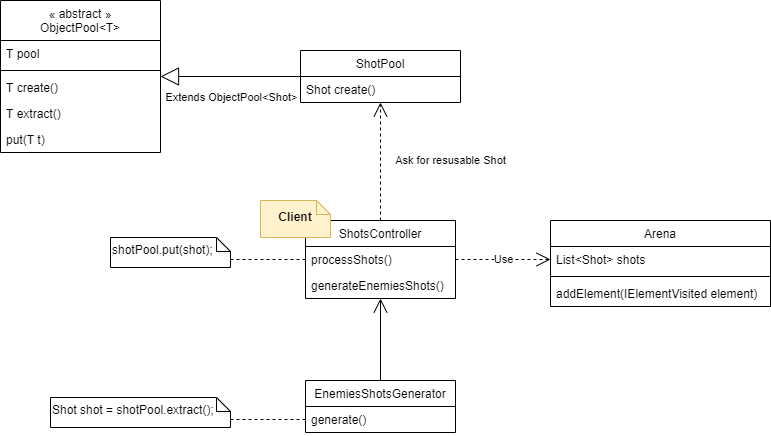 « abstract »
ObjectPool<T>
T pool
T create()
T extract()
put(T t)
ShotPool
Shot create()
Extends ObjectPool<Shot>
Ask for resusable Shot
Client
ShotsController
processShots()
generateEnemiesShots()
shotPool.put(shot);
Use
Arena
List<Shot> shots
addElement(IElementVisited element)
EnemiesShotsGenerator
generate()
Shot shot = shotPool.extract();